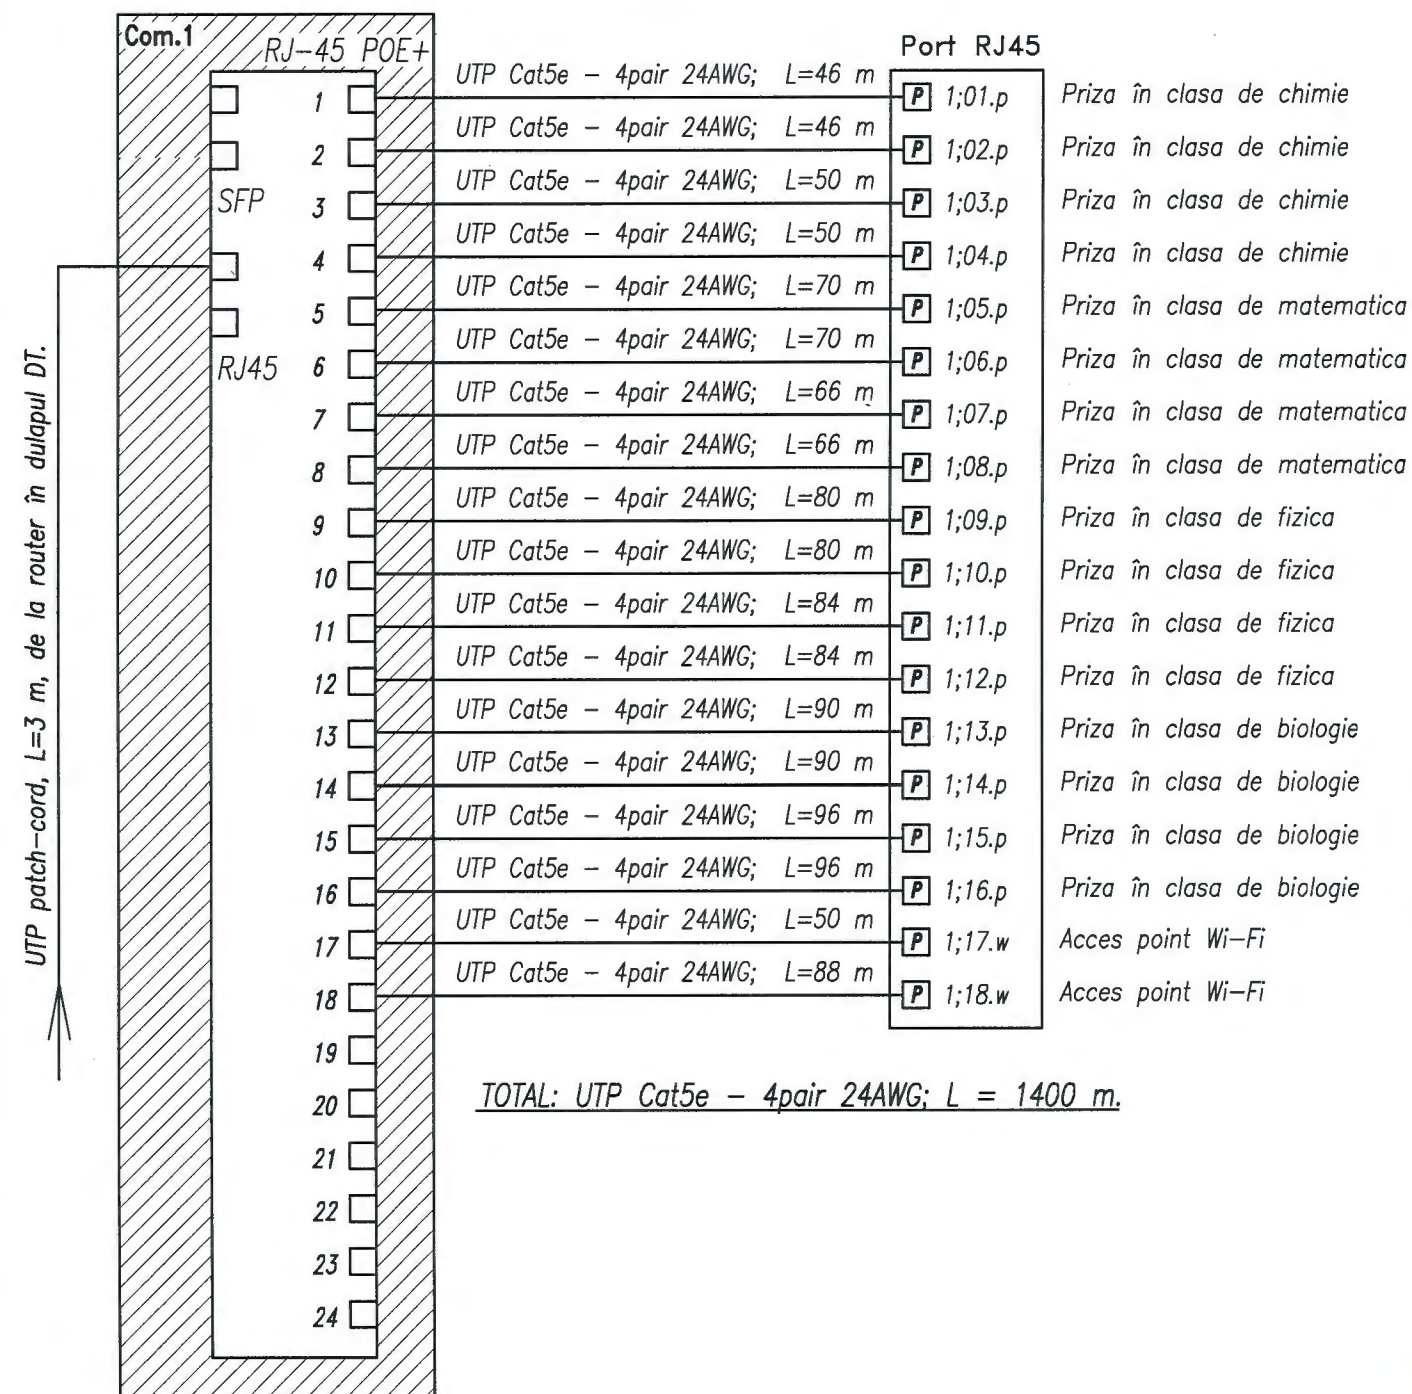 Com.1
RJ-45 POE+
Port RJ45
UTP Cat5e - 4pair 24AWG; L=46 m
1 P 1;01.p Priza în clasa de chimie
UTP Cat5e - 4pair 24AWG; L=46 m
2 P 1;02.p Priza în clasa de chimie
UTP Cat5e - 4pair 24AWG; L=50 m
SFP 3 P 1;03.p Priza în clasa de chimie
UTP Cat5e - 4pair 24AWG; L=50 m
4 P 1;04.p Priza în clasa de chimie
UTP Cat5e - 4pair 24AWG; L=70 m
5 P 1;05.p Priza în clasa de matematica
UTP Cat5e - 4pair 24AWG; L=70 m
RJ45 6 P 1;06.p Priza în clasa de matematica
UTP Cat5e - 4pair 24AWG; L=66 m
7 P 1;07.p Priza în clasa de matematica
UTP Cat5e - 4pair 24AWG; L=66 m
8 P 1;08.p Priza în clasa de matematica
UTP Cat5e - 4pair 24AWG; L=80 m
9 P 1;09.p Priza în clasa de fizica
UTP Cat5e - 4pair 24AWG; L=80 m
10 P 1;10.p Priza în clasa de fizica
UTP Cat5e - 4pair 24AWG; L=84 m
11 P 1;11.p Priza în clasa de fizica
UTP Cat5e - 4pair 24AWG; L=84 m
12 P 1;12.p Priza în clasa de fizica
UTP Cat5e - 4pair 24AWG; L=90 m
13 P 1;13.p Priza în clasa de biologie
UTP Cat5e - 4pair 24AWG; L=90 m
14 P 1;14.p Priza în clasa de biologie
UTP Cat5e - 4pair 24AWG; L=96 m
15 P 1;15.p Priza în clasa de biologie
UTP Cat5e - 4pair 24AWG; L=96 m
16 P 1;16.p Priza în clasa de biologie
UTP Cat5e - 4pair 24AWG; L=50 m
17 P 1;17.w Acces point Wi-Fi
UTP Cat5e - 4pair 24AWG; L=88 m
18 P 1;18.w Acces point Wi-Fi
19
20
21
22
23
24
TOTAL: UTP Cat5e - 4pair 24AWG; L = 1400 m.
UTP patch-cord, L=3 m, de la router în dulapul DT.